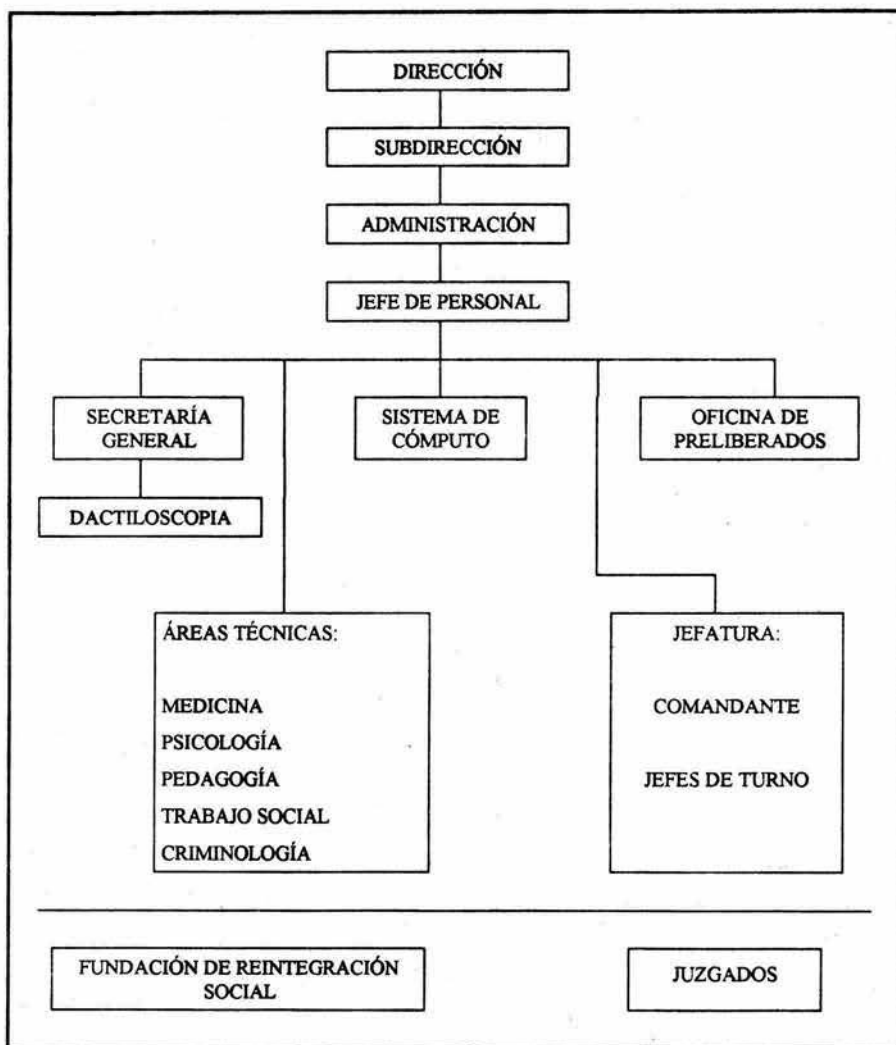 DIRECCIÓN
SUBDIRECCIÓN
ADMINISTRACIÓN
JEFE DE PERSONAL
SECRETARÍA
GENERAL
SISTEMA DE
CÓMPUTO
OFICINA DE
PRELIBERADOS
DACTILOSCOPIA
ÁREAS TÉCNICAS:
MEDICINA
PSICOLOGÍA
PEDAGOGÍA
TRABAJO SOCIAL
CRIMINOLOGÍA
JEFATURA:
COMANDANTE
JEFES DE TURNO
FUNDACIÓN DE REINTEGRACIÓN
SOCIAL
JUZGADOS